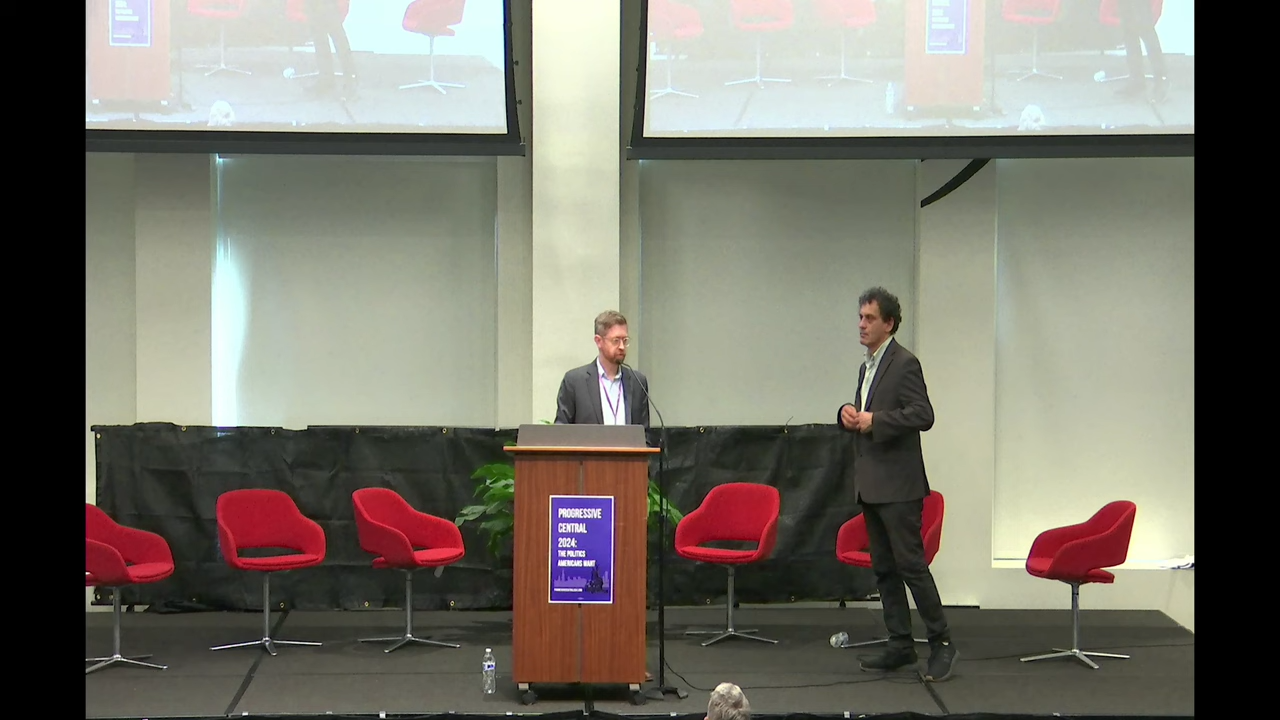 PROGRESSIVE
CENTRAL
2024:
THE POLITICS
AMERICANS WANT